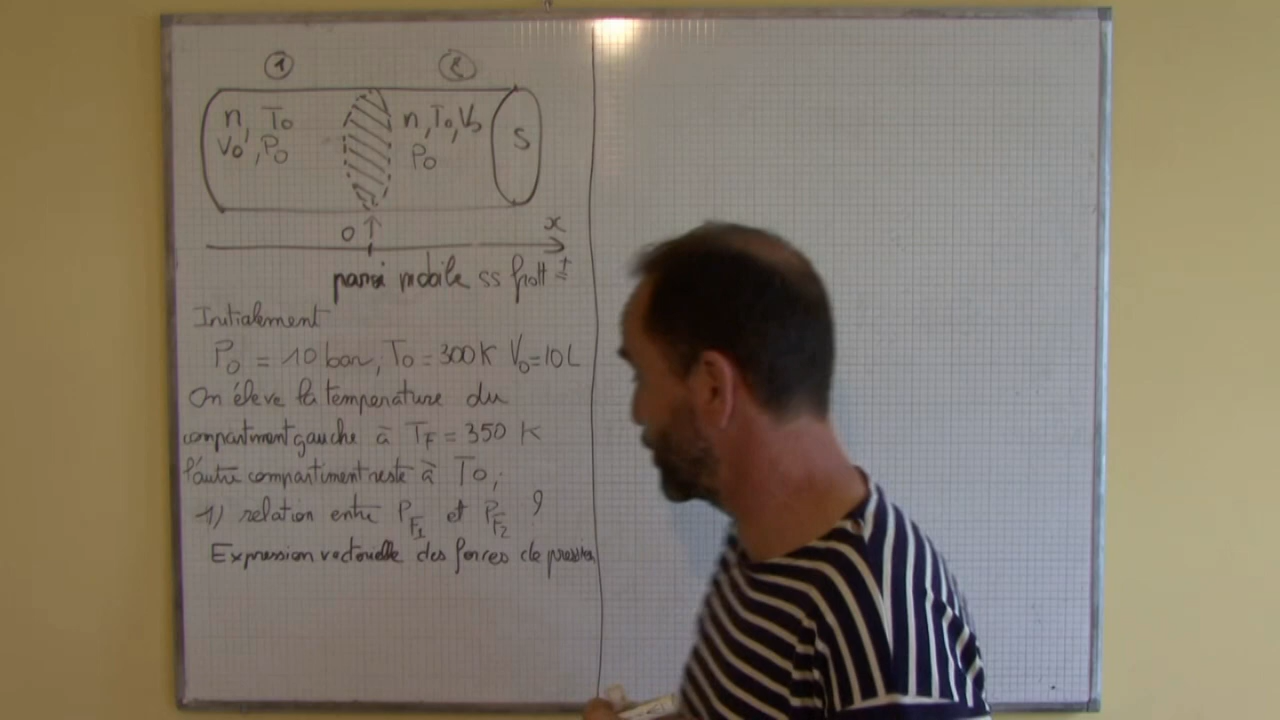 ① ②
n, T0 n, T0, V0 S
V0, P0 P0
0 ↑ x
paroi mobile ss frott t
Initialement
P0 = 10 bar, T0 = 300K V0=10L
On élève la température du
compartiment gauche à TF = 350 K
l'autre compartiment reste à T0;
1) relation entre PF1 et PF2 ?
Expression vectorielle des forces de pression